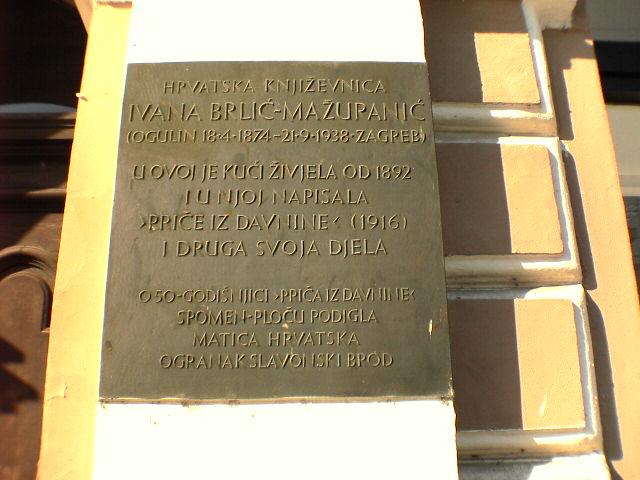 HRVATSKA KNJIŽEVNICA
IVANA BRLIĆ-MAŽUPANIĆ
(OGULIN 18·4·1874-21·9·1938·ZAGREB)
U OVOJ JE KUĆI ŽIVJELA OD 1892
I U NJOJ NAPISALA
›PRIČE IZ DAVNINE‹ (1916)
I DRUGA SVOJA DJELA
O 50-GODIŠNJICI ›PRIČA IZ DAVNINE‹
SPOMEN-PLOČU PODIGLA
MATICA HRVATSKA
OGRANAK SLAVONSKI BROD